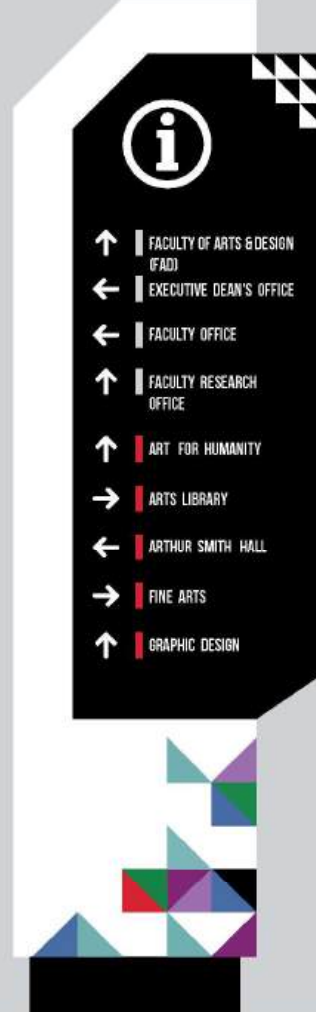 FACULTY OF ARTS & DESIGN
(FAD)
EXECUTIVE DEAN'S OFFICE
FACULTY OFFICE
FACULTY RESEARCH
OFFICE
ART FOR HUMANITY
ARTS LIBRARY
ARTHUR SMITH HALL
FINE ARTS
GRAPHIC DESIGN